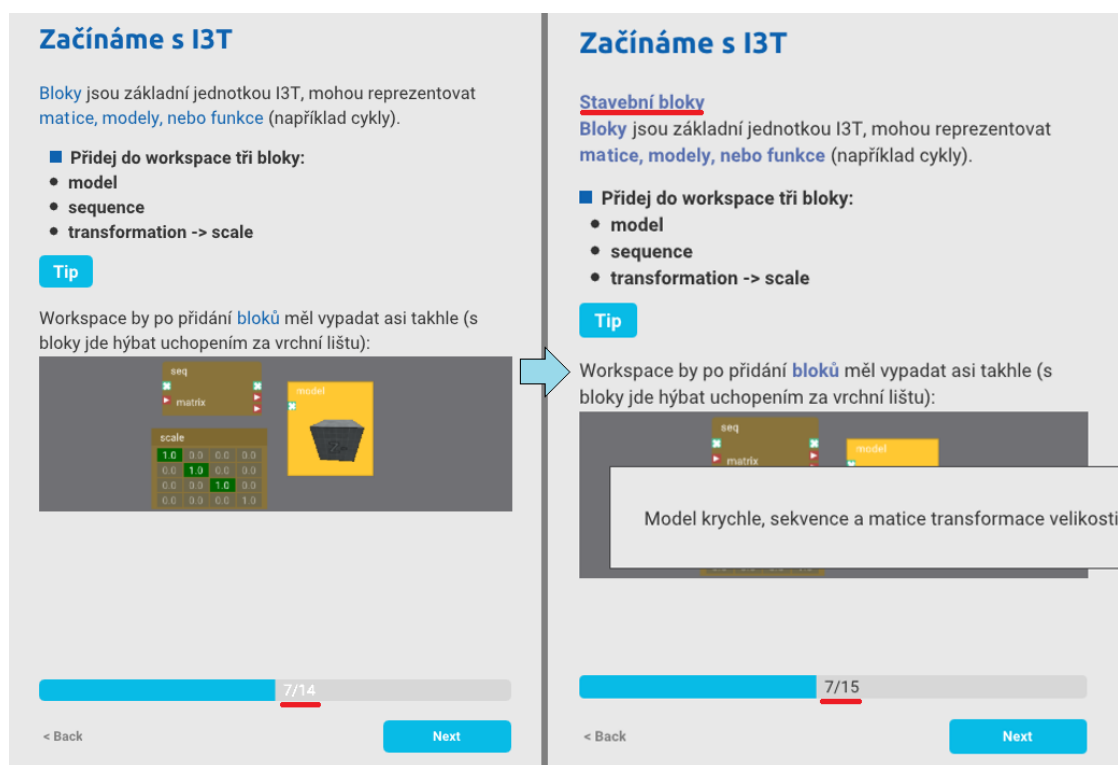 Začínáme s I3T
Bloky jsou základní jednotkou I3T, mohou reprezentovat
matice, modely, nebo funkce (například cykly).
Přidej do workspace tři bloky:
model
sequence
transformation -> scale
Tip
Workspace by po přidání bloků měl vypadat asi takhle (s
bloky jde hýbat uchopením za vrchní lištu):
seq
matrix
model
scale
1.0 0.0 0.0 0.0
0.0 1.0 0.0 0.0
0.0 0.0 1.0 0.0
0.0 0.0 0.0 1.0
7/14
< Back
Next
Začínáme s I3T
Stavební bloky
Bloky jsou základní jednotkou I3T, mohou reprezentovat
matice, modely, nebo funkce (například cykly).
Přidej do workspace tři bloky:
model
sequence
transformation -> scale
Tip
Workspace by po přidání bloků měl vypadat asi takhle (s
bloky jde hýbat uchopením za vrchní lištu):
seq
matrix
model
Model krychle, sekvence a matice transformace velikosti
7/15
< Back
Next